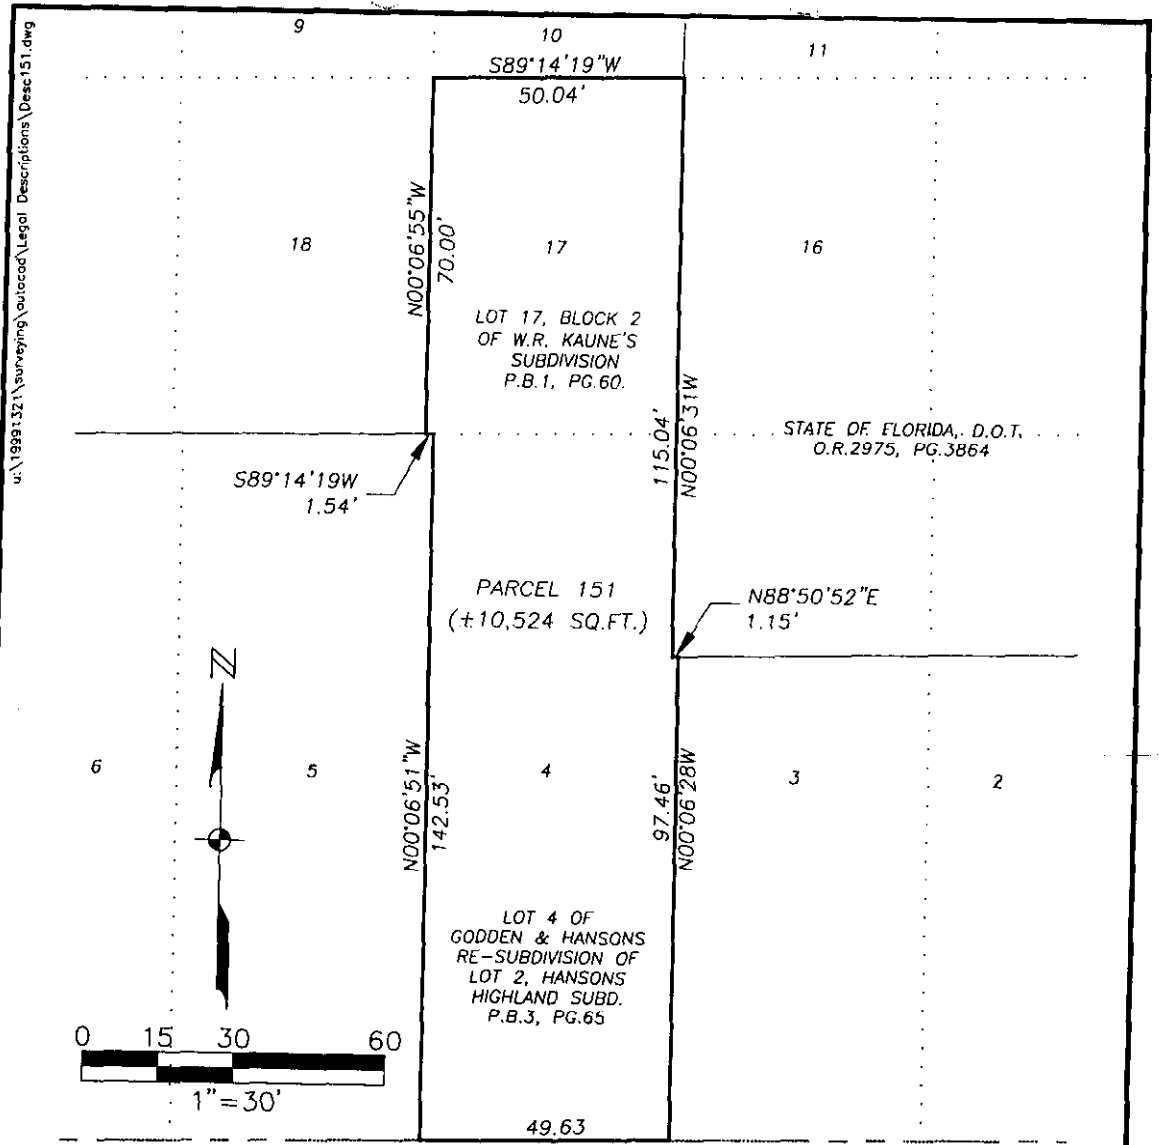 u:\19991321\surveying\autocad\Legal Descriptions\Desc151.dwg
9
10
11
S89°14'19"W
50.04'
N00°06'55"W
70.00'
18
17
16
LOT 17, BLOCK 2
OF W.R. KAUNE'S
SUBDIVISION
P.B.1, PG.60.
115.04'
N00°06'31W
STATE OF FLORIDA, D.O.T.
O.R.2975, PG.3864
S89°14'19W
1.54'
PARCEL 151
(±10,524 SQ.FT.)
N88°50'52"E
1.15'
N
6
5
N00°06'51"W
142.53'
4
97.46'
N00°06'28W
3
2
LOT 4 OF
GODDEN & HANSONS
RE-SUBDIVISION OF
LOT 2, HANSONS
HIGHLAND SUBD.
P.B.3, PG.65
0 15 30 60
1"=30'
49.63